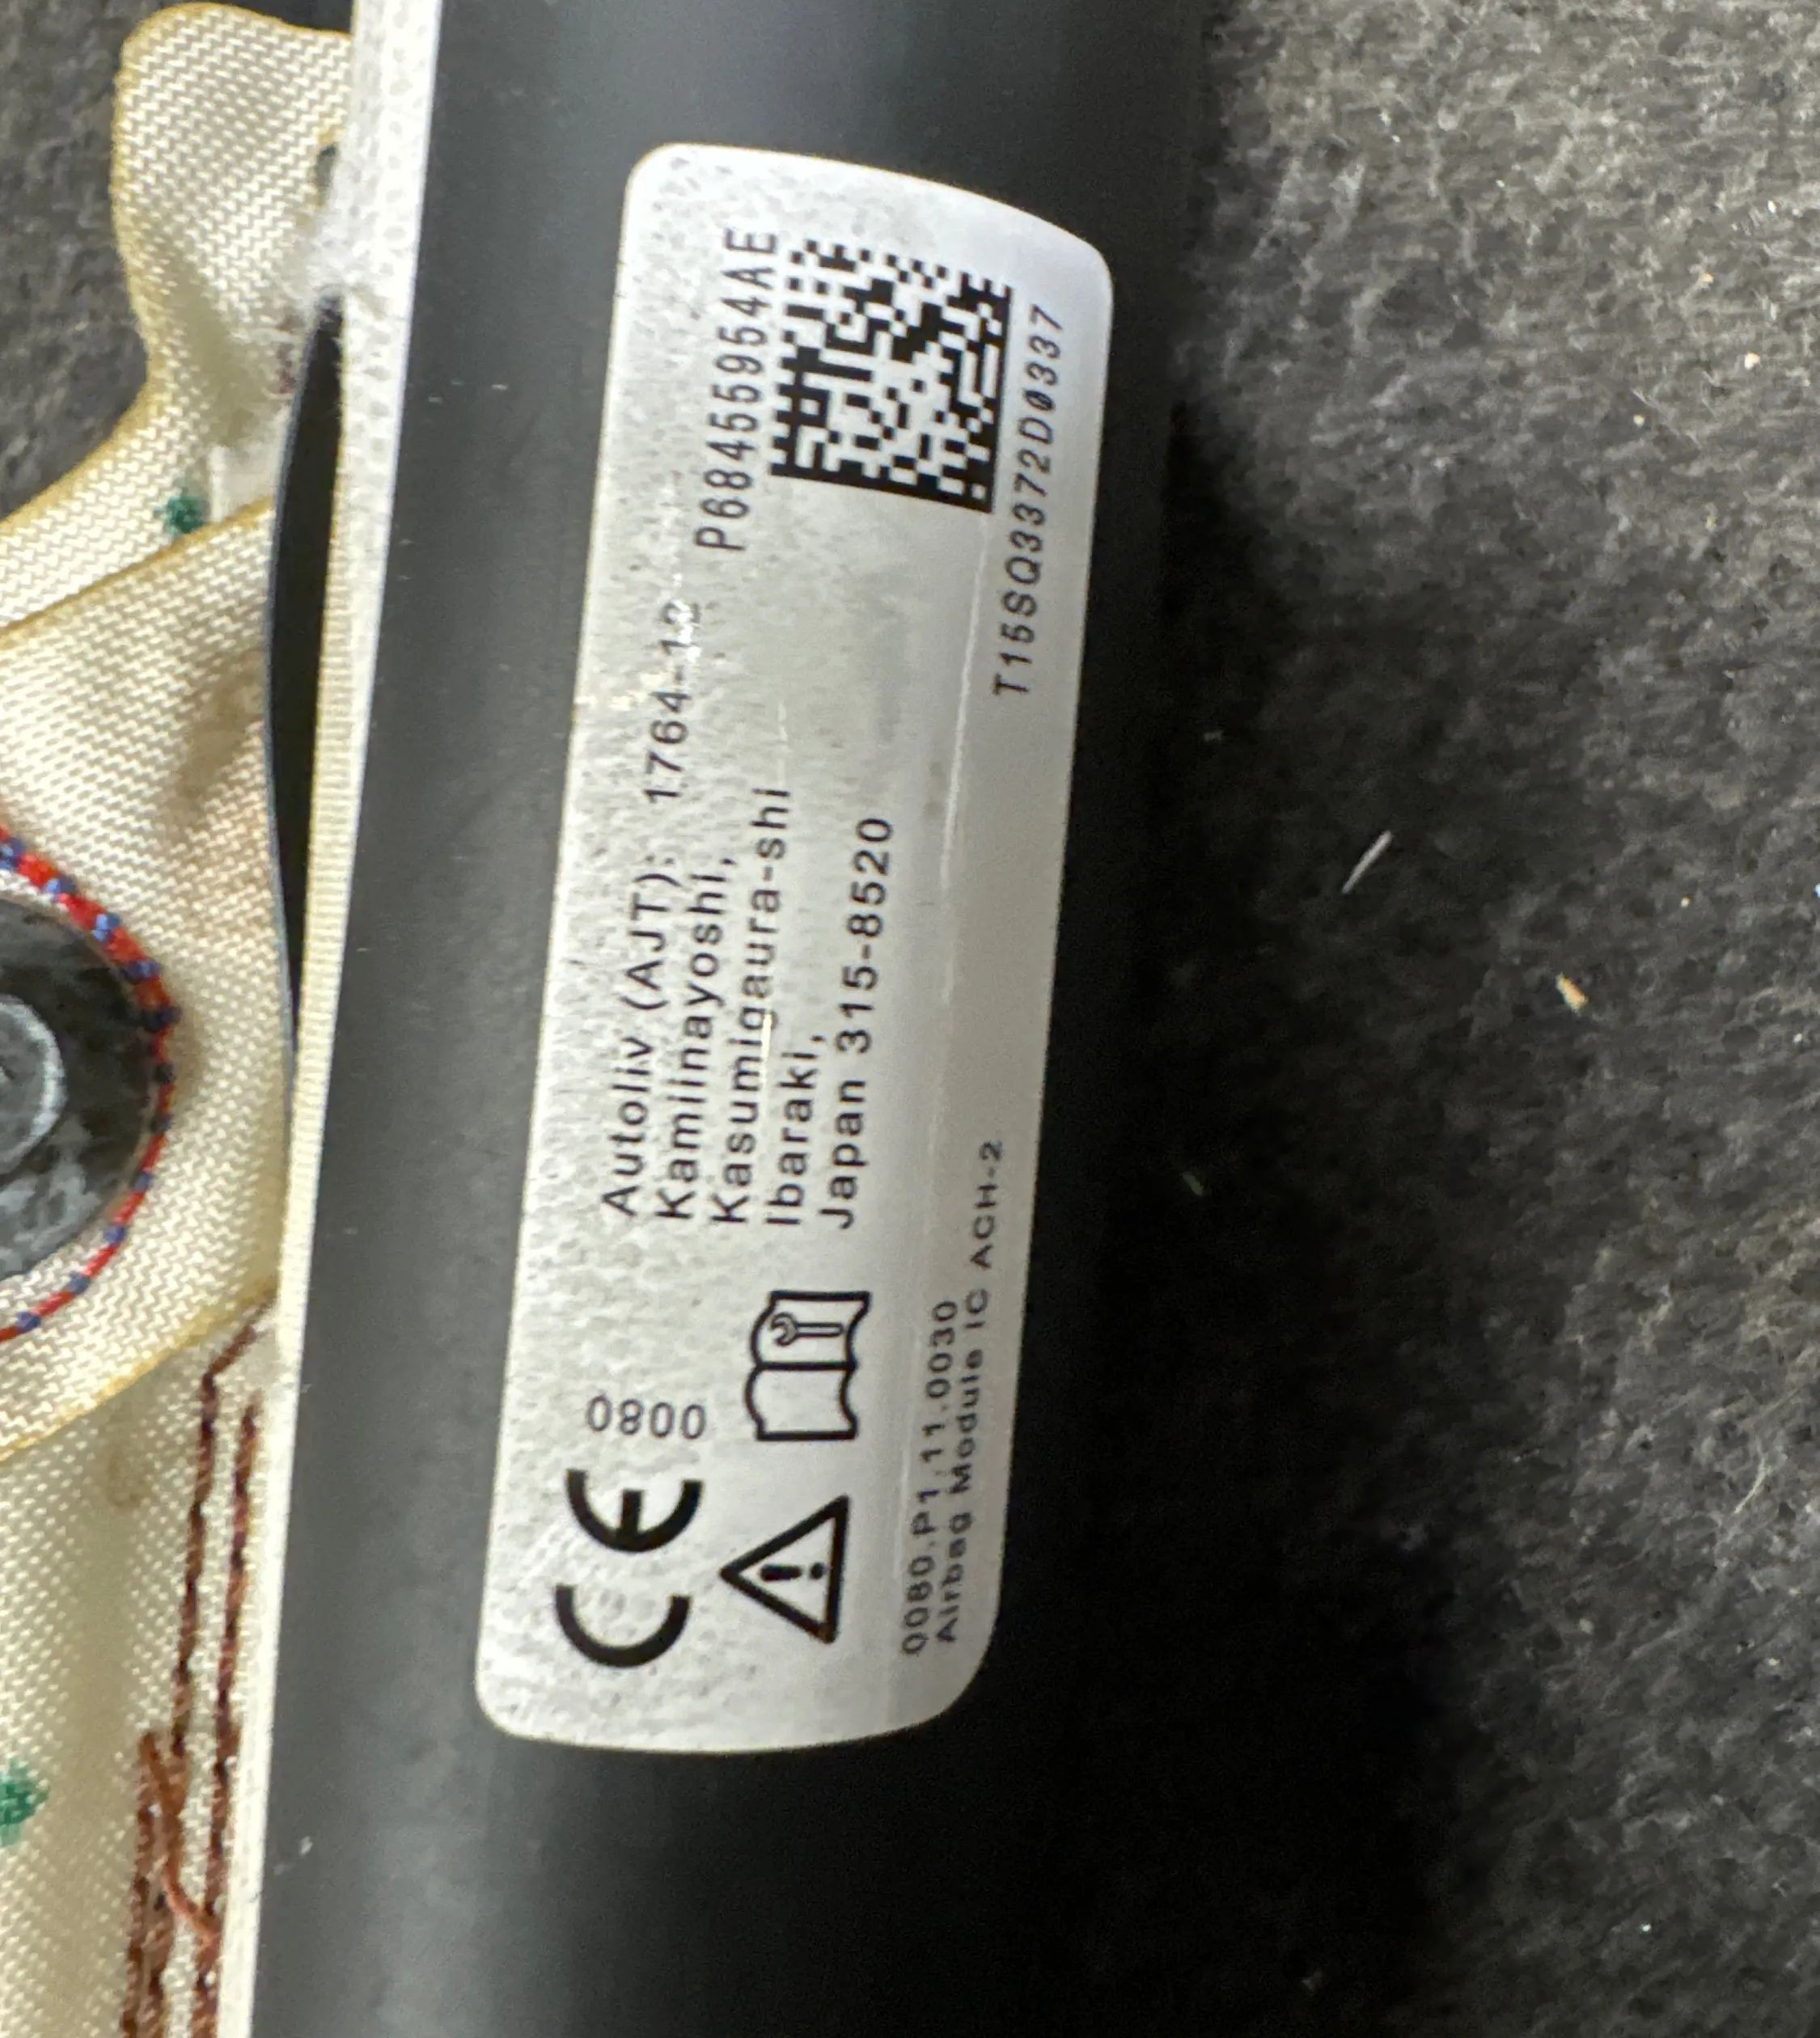 CE 0080
Autoliv (AJT): 1764-12
Kamiinayoshi,
Kasumigaura-shi
Ibaraki,
Japan 315-8520
0080.P1.11.0030
Airbag Module IC ACH-2
P68455954AE
T15SQ3372D0337